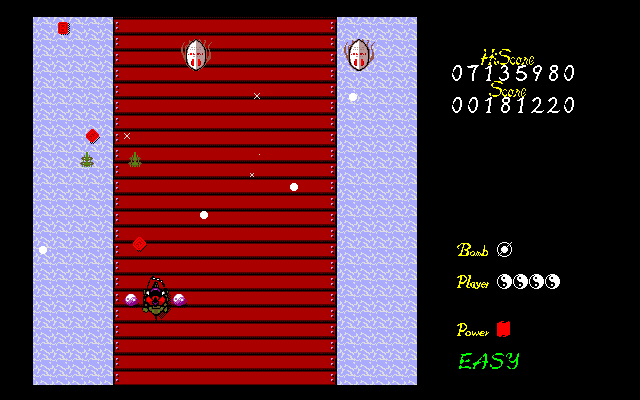 HiScore
07135980
Score
00181220
Bomb
Player
Power
EASY